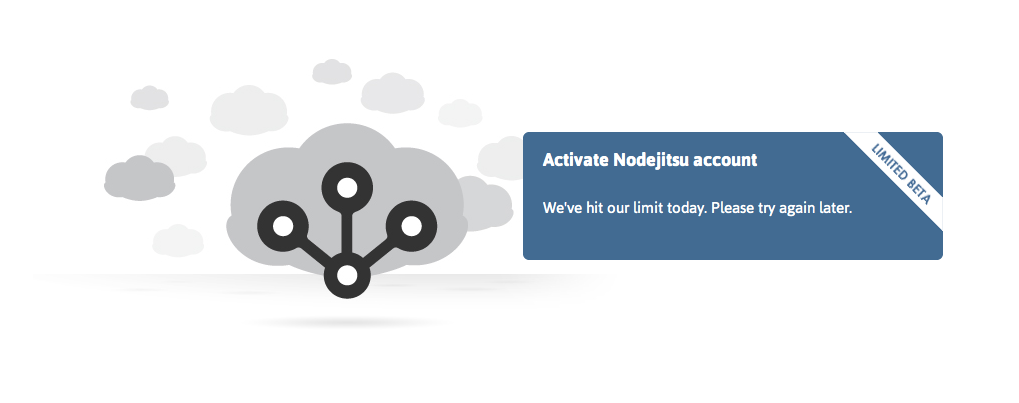 Activate Nodejitsu account
LIMITED BETA
We've hit our limit today. Please try again later.